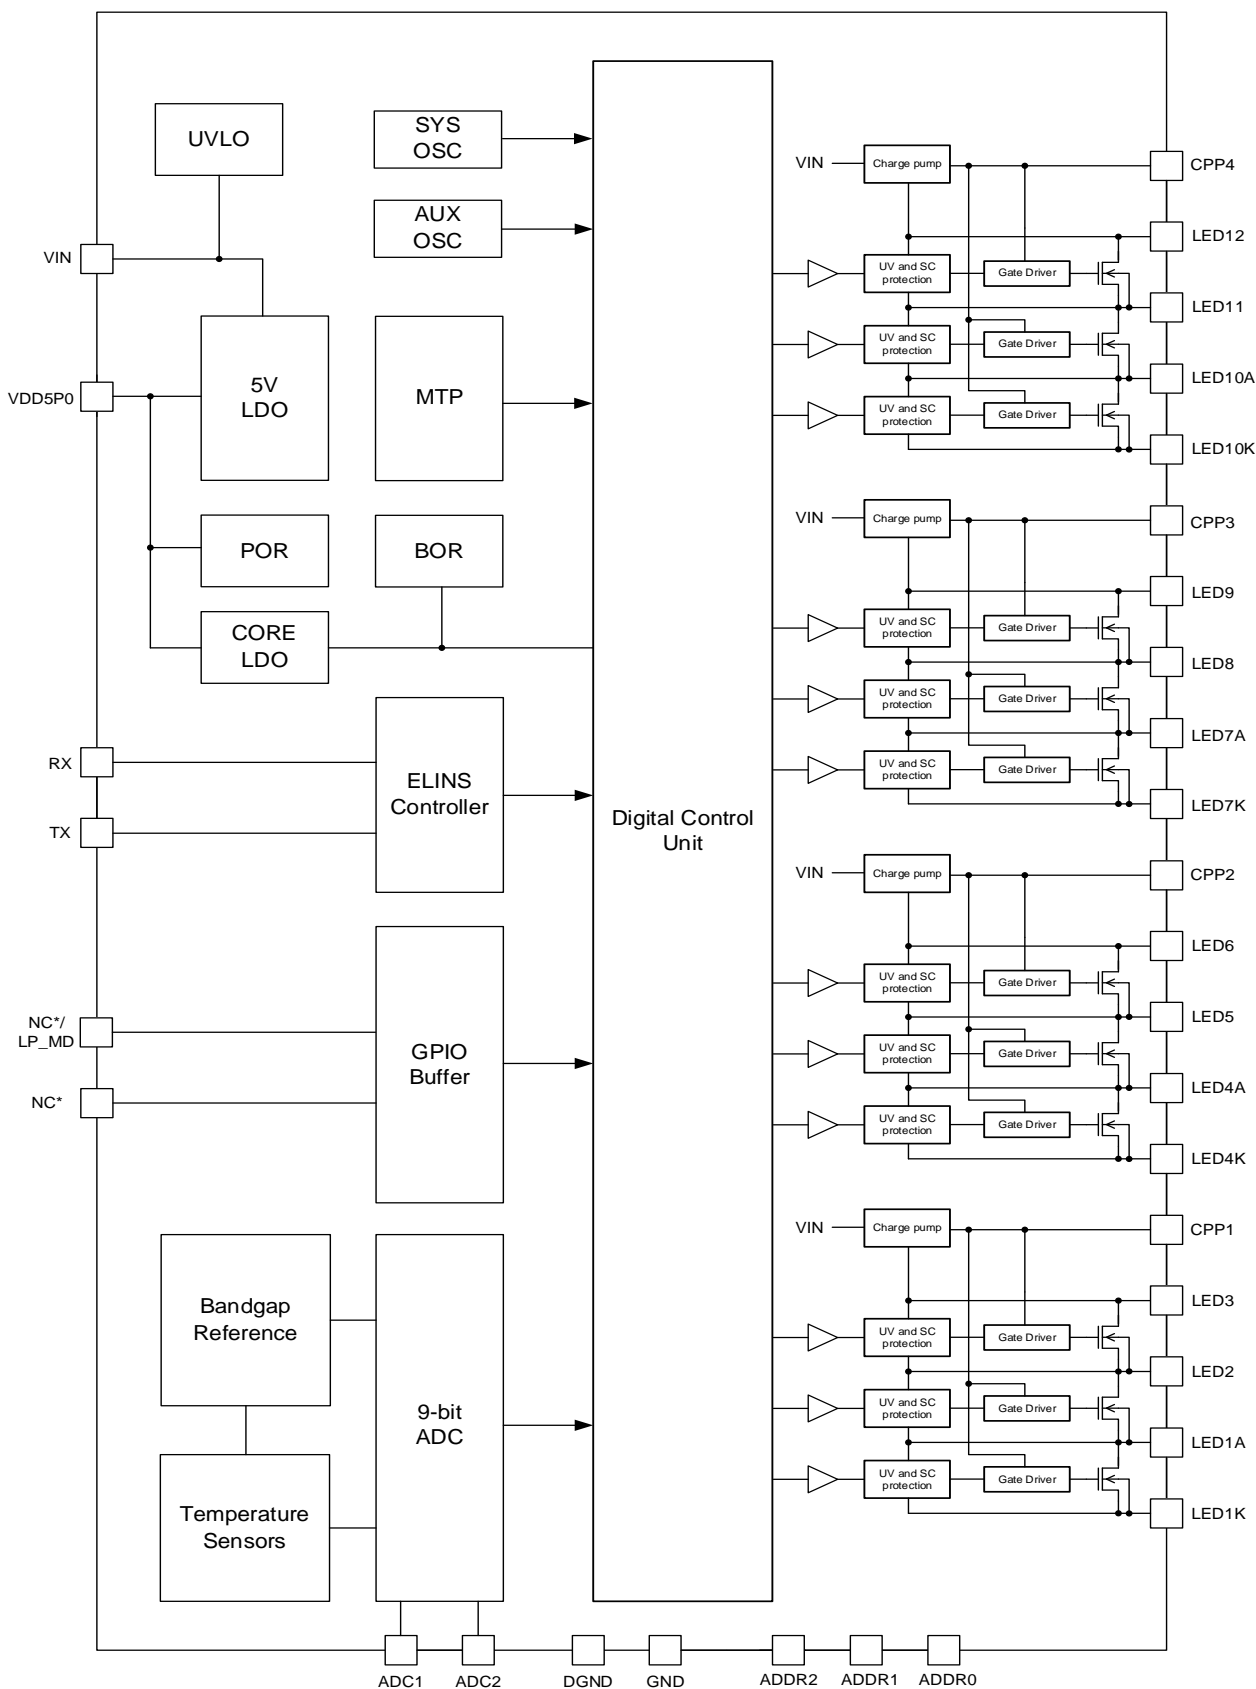 UVLO
SYS
OSC
AUX
OSC
VIN
VDD5P0
5V
LDO
MTP
POR
BOR
CORE
LDO
RX
TX
ELINS
Controller
NC*/
LP_MD
NC*
GPIO
Buffer
Bandgap
Reference
Temperature
Sensors
9-bit
ADC
Digital Control
Unit
VIN
Charge pump
CPP4
LED12
UV and SC
protection
Gate Driver
LED11
UV and SC
protection
Gate Driver
LED10A
UV and SC
protection
Gate Driver
LED10K
VIN
Charge pump
CPP3
LED9
UV and SC
protection
Gate Driver
LED8
UV and SC
protection
Gate Driver
LED7A
UV and SC
protection
Gate Driver
LED7K
VIN
Charge pump
CPP2
LED6
UV and SC
protection
Gate Driver
LED5
UV and SC
protection
Gate Driver
LED4A
UV and SC
protection
Gate Driver
LED4K
VIN
Charge pump
CPP1
LED3
UV and SC
protection
Gate Driver
LED2
UV and SC
protection
Gate Driver
LED1A
UV and SC
protection
Gate Driver
LED1K
ADC1
ADC2
DGND
GND
ADDR2
ADDR1
ADDR0